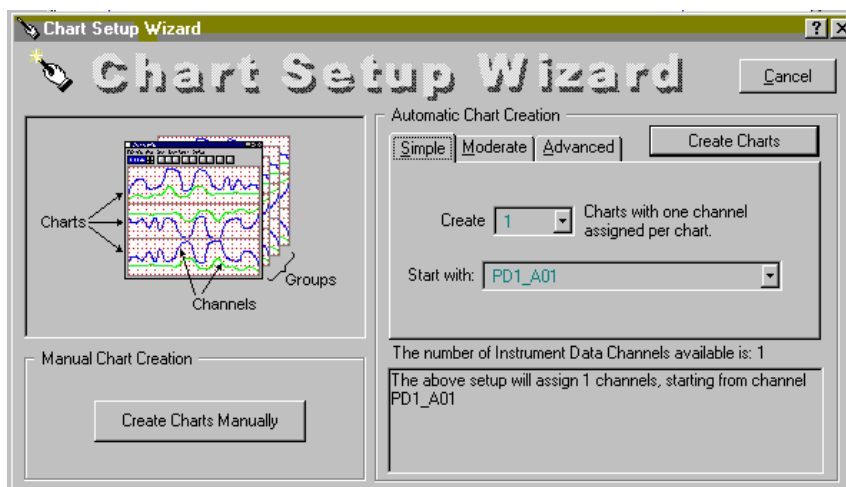 Chart Setup Wizard
Chart Setup Wizard
Cancel
Charts
Groups
Channels
Manual Chart Creation
Create Charts Manually
Automatic Chart Creation
Simple
Moderate
Advanced
Create Charts
Create 1 Charts with one channel
assigned per chart.
Start with: PD1_A01
The number of Instrument Data Channels available is: 1
The above setup will assign 1 channels, starting from channel
PD1_A01